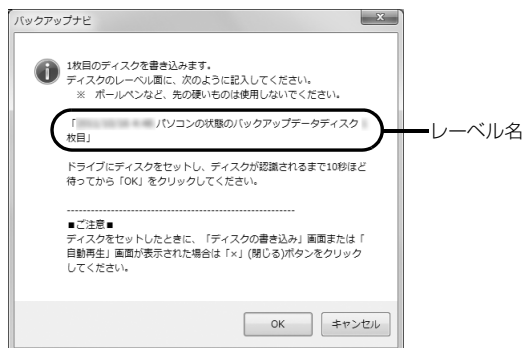 バックアップナビ
1枚目のディスクを書き込みます。
ディスクのレーベル面に、次のように記入してください。
※ ボールペンなど、先の硬いものは使用しないでください。
「 パソコンの状態のバックアップデータディスク
枚目」
レーベル名
ドライブにディスクをセットし、ディスクが認識されるまで10秒ほど
待ってから「OK」をクリックしてください。
------------------------------------------------------
■ご注意■
ディスクをセットしたときに、「ディスクの書き込み」画面または「
自動再生」画面が表示された場合は「×」(閉じる)ボタンをクリック
してください。
OK
キャンセル